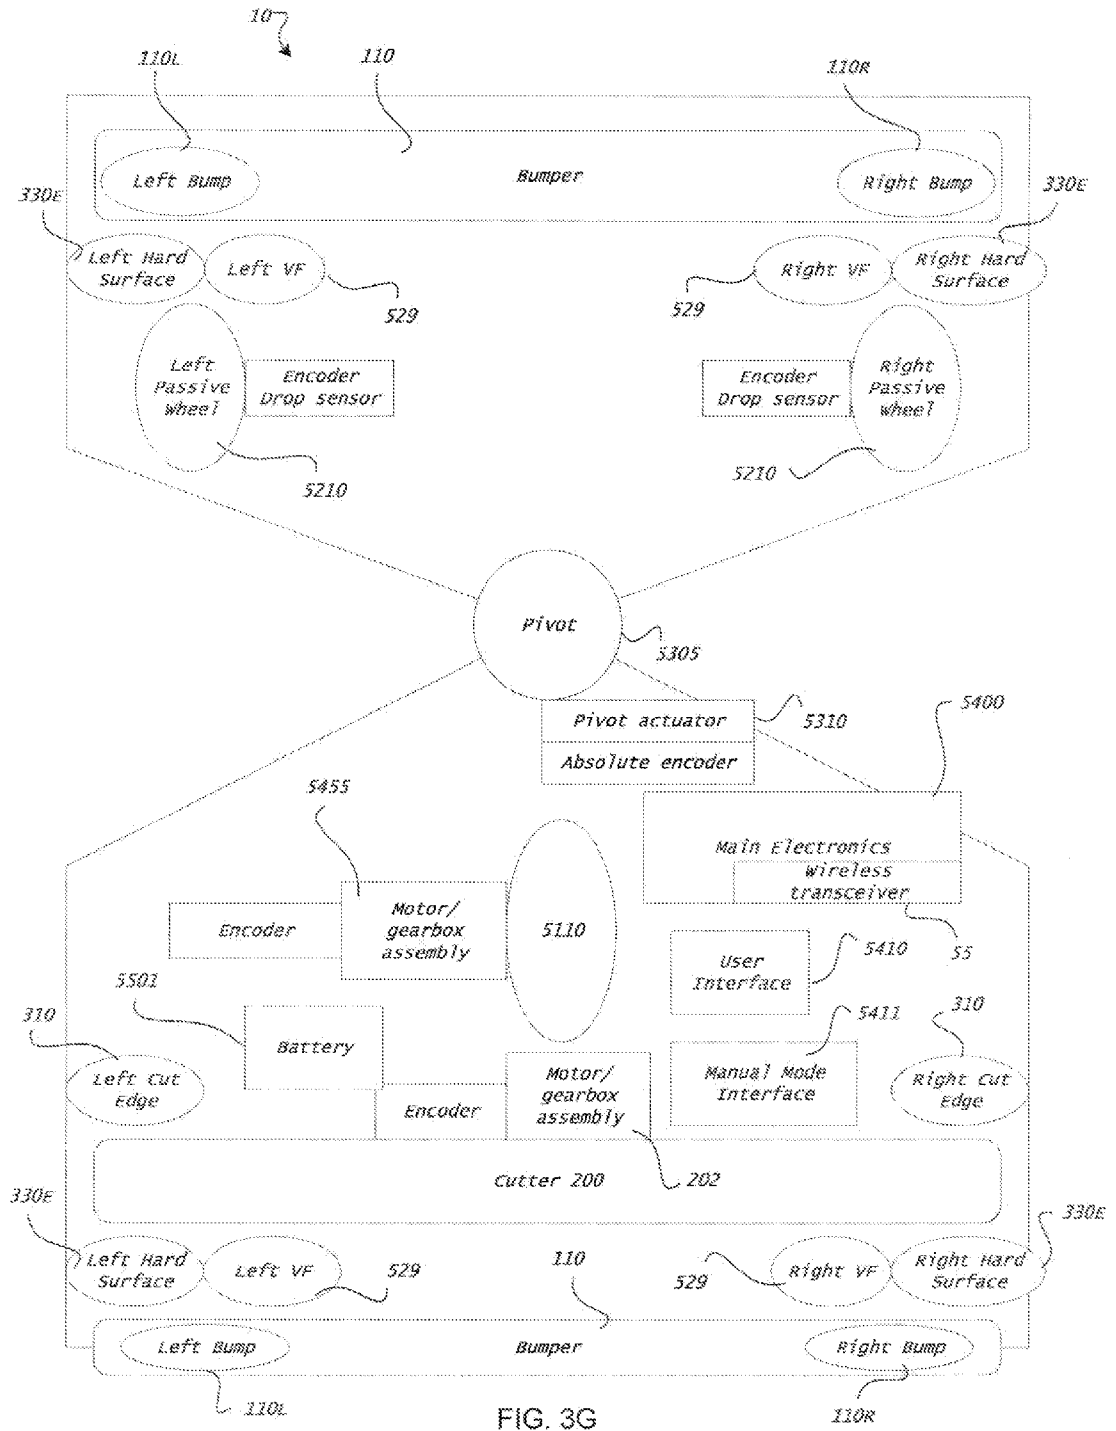 10
110L
110
110R
Left Bump
Bumper
Right Bump
330E
330E
Left Hard
Surface
Left VF
Right VF
Right Hard
Surface
529
529
Left
Passive
Wheel
Encoder
Drop sensor
Encoder
Drop sensor
Right
Passive
Wheel
5210
5210
Pivot
5305
Pivot actuator
5310
5400
Absolute encoder
5455
Main Electronics
Wireless
transceiver
Encoder
Motor/
gearbox
assembly
5110
User
Interface
5410
55
5501
310
Battery
5411
310
Left Cut
Edge
Encoder
Motor/
gearbox
assembly
Manual Mode
Interface
Right Cut
Edge
Cutter 200
202
330E
330E
Left Hard
Surface
Left VF
529
110
529
Right VF
Right Hard
Surface
Left Bump
Bumper
Right Bump
110L
110R
FIG. 3G